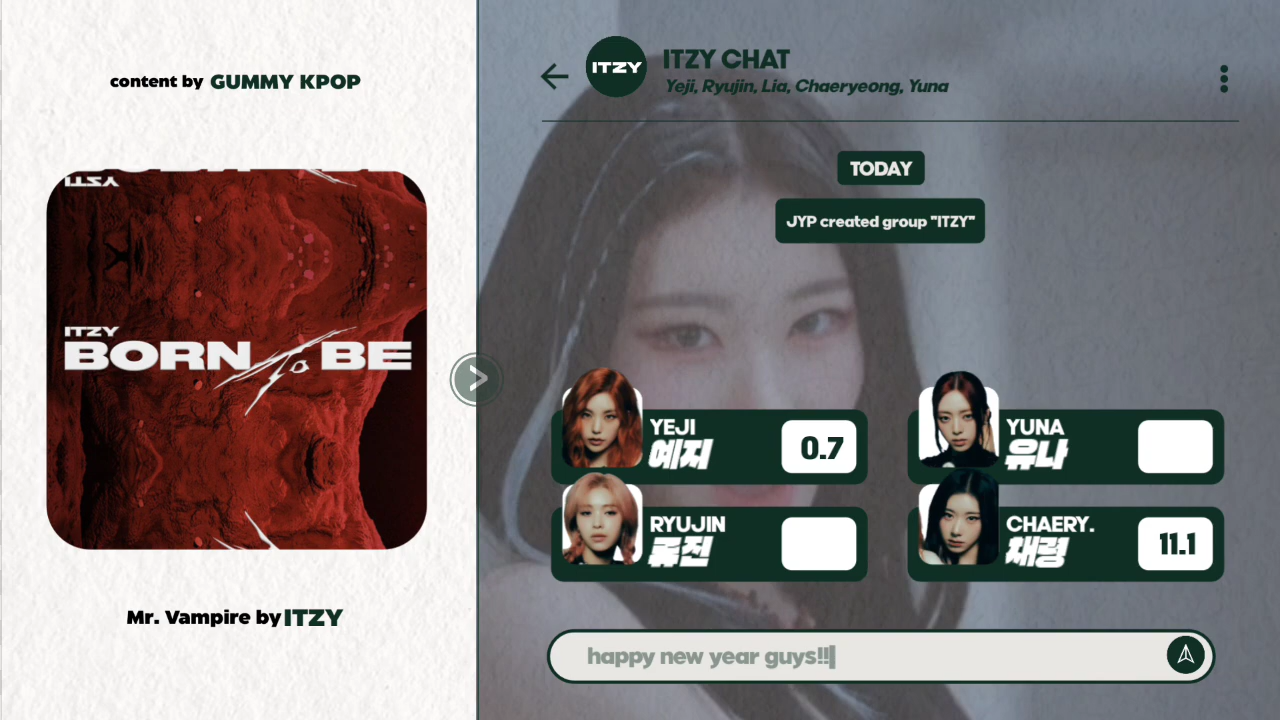 content by GUMMY KPOP
ITZY
ITZY
BORN To BE
Mr. Vampire by ITZY
ITZY
ITZY CHAT
Yeji, Ryujin, Lia, Chaeryeong, Yuna
TODAY
JYP created group "ITZY"
YEJI
예지
0.7
YUNA
유나
RYUJIN
류진
CHAERY.
채령
11.1
happy new year guys!!